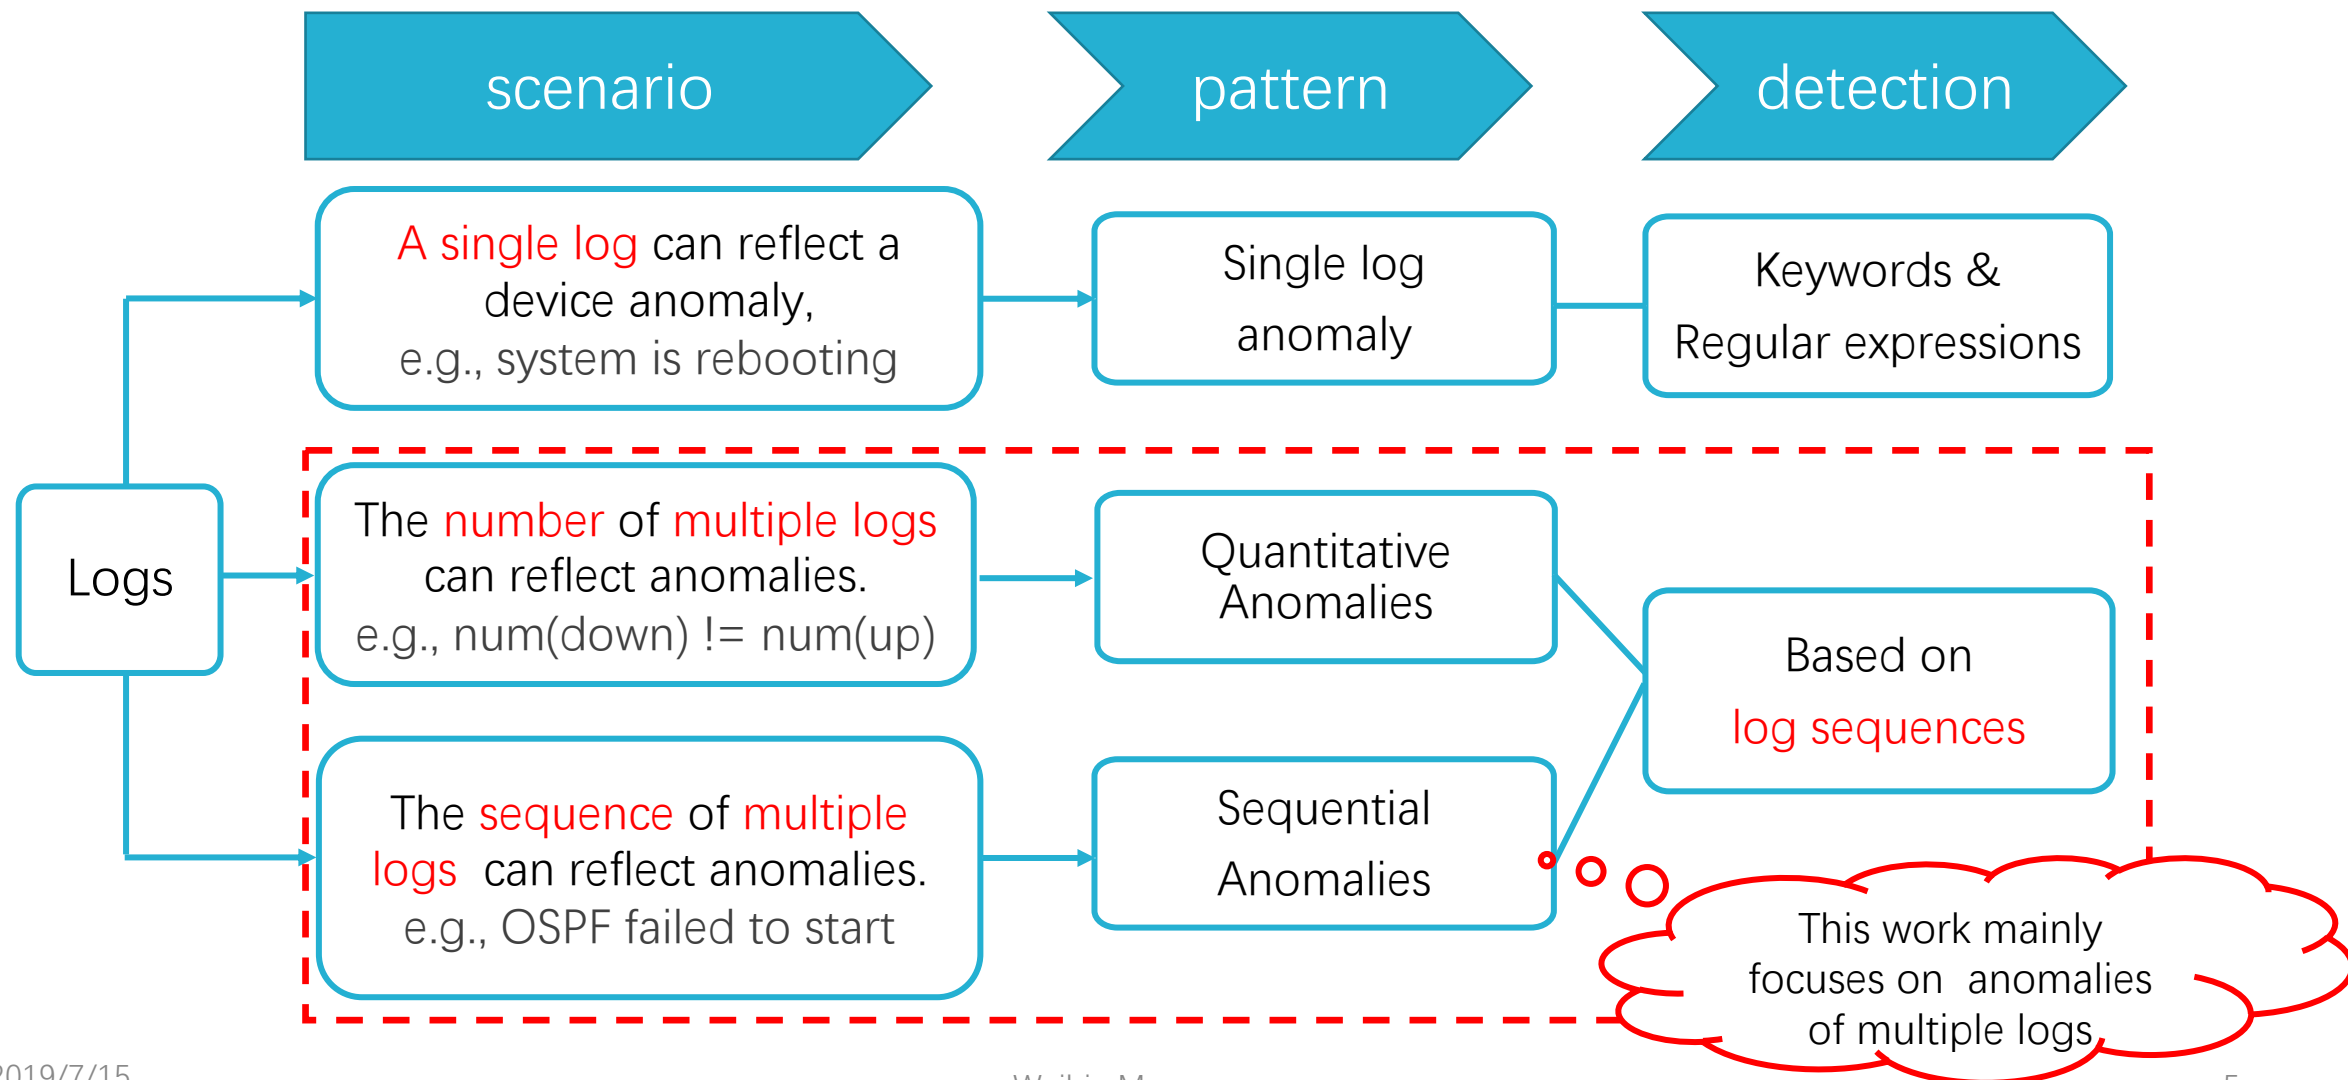 scenario
pattern
detection
A single log can reflect a
device anomaly,
e.g., system is rebooting
Single log
anomaly
Keywords &
Regular expressions
Logs
The number of multiple logs
can reflect anomalies.
e.g., num(down) != num(up)
Quantitative
Anomalies
Based on
log sequences
The sequence of multiple
logs can reflect anomalies.
e.g., OSPF failed to start
Sequential
Anomalies
This work mainly
focuses on anomalies
of multiple logs
2019/7/15